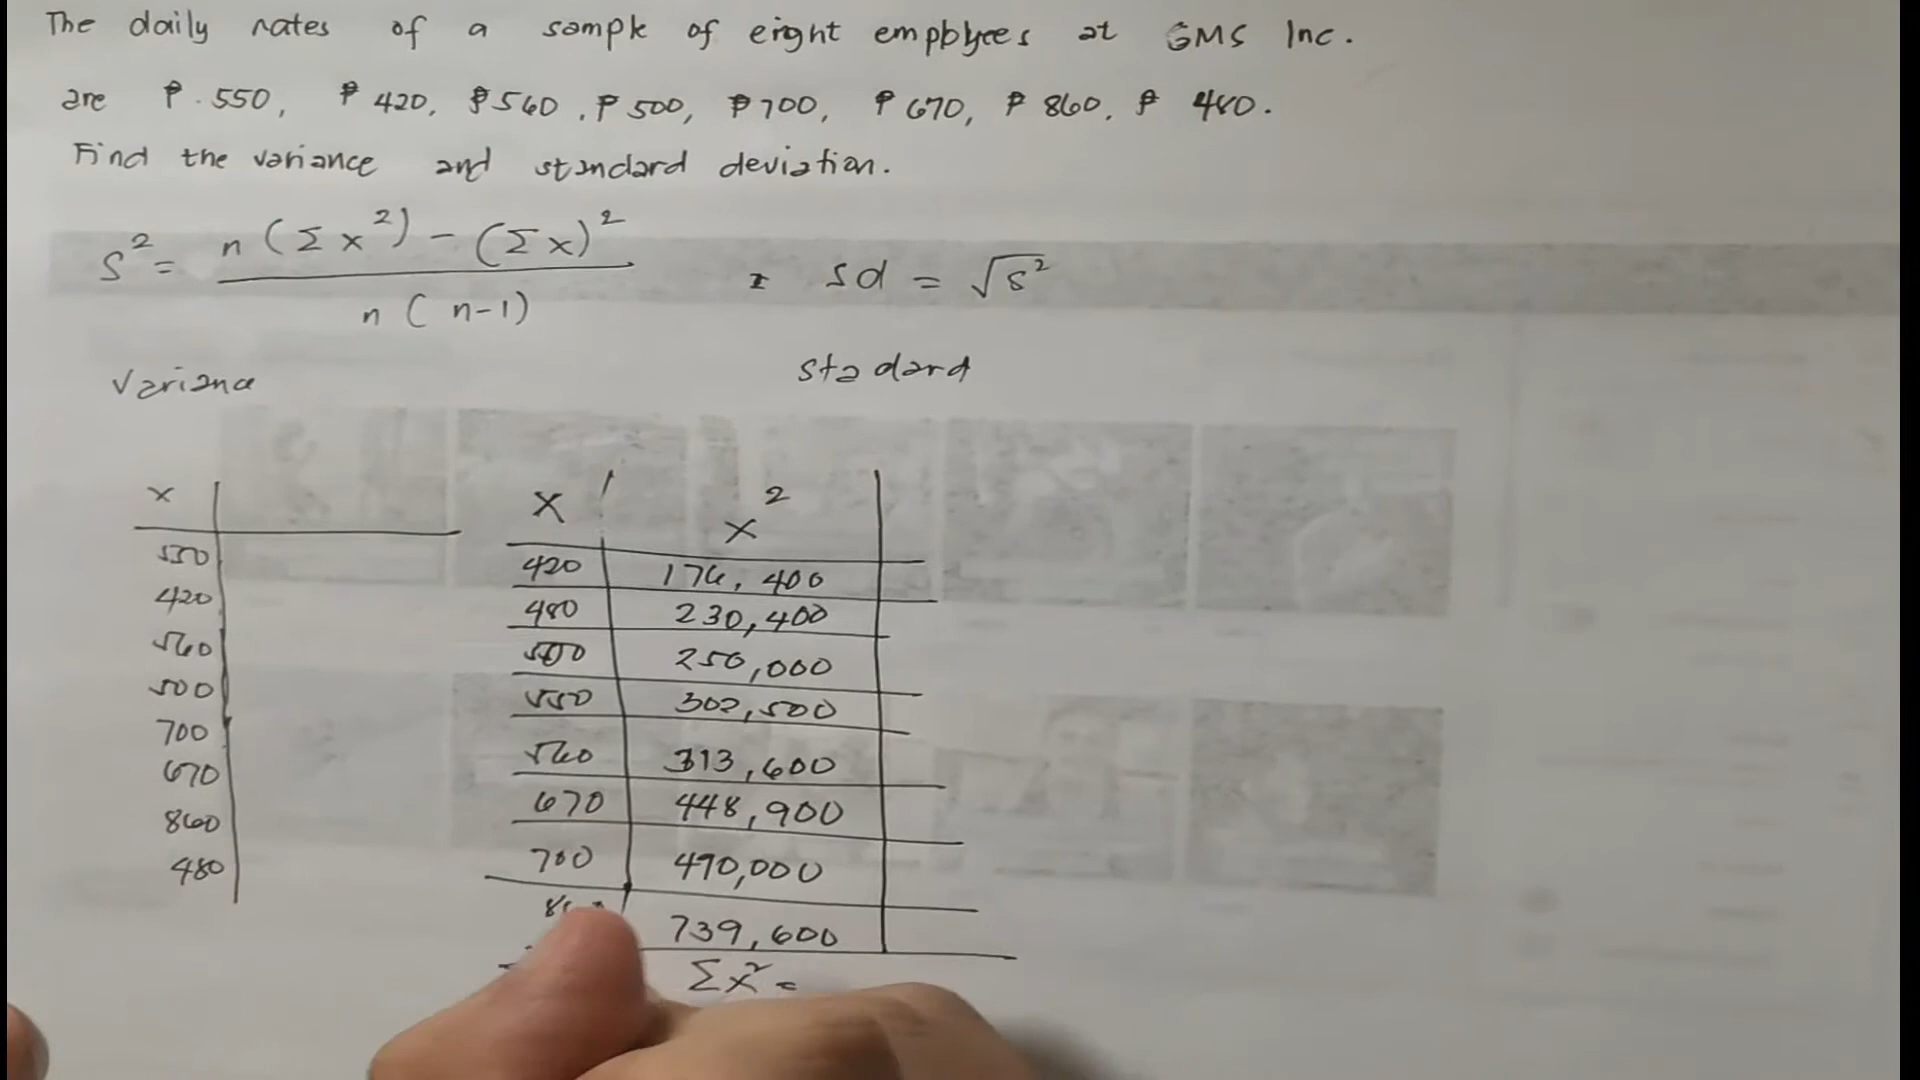 The daily rates of a sample of eight employees at GMS Inc.
are ₱ 550, ₱ 420, ₱ 560, ₱ 500, ₱ 700, ₱ 670, ₱ 860, ₱ 480.
Find the variance and standard deviation.
s² = n(Σx²) - (Σx)²
n(n-1)
sd = √s²
variance
stadard
x
550
420
560
500
700
670
860
480
x x²
420 176,400
480 230,400
500 250,000
550 302,500
560 313,600
670 448,900
700 490,000
739,600
Σx² =